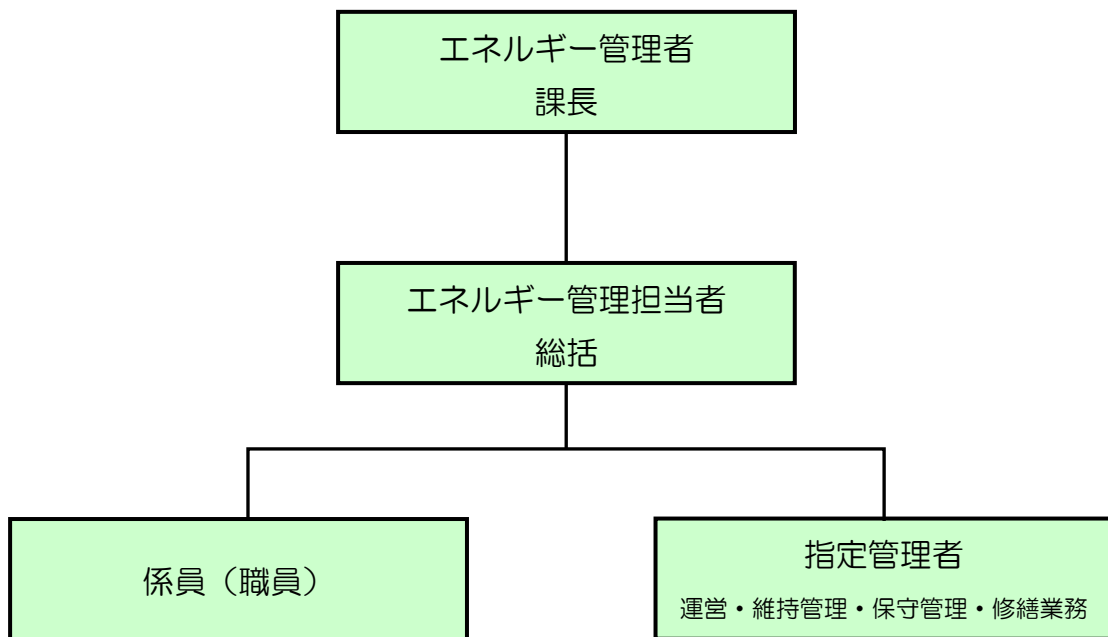 エネルギー管理者
課長
エネルギー管理担当者
総括
係員（職員）
指定管理者
運営・維持管理・保守管理・修繕業務